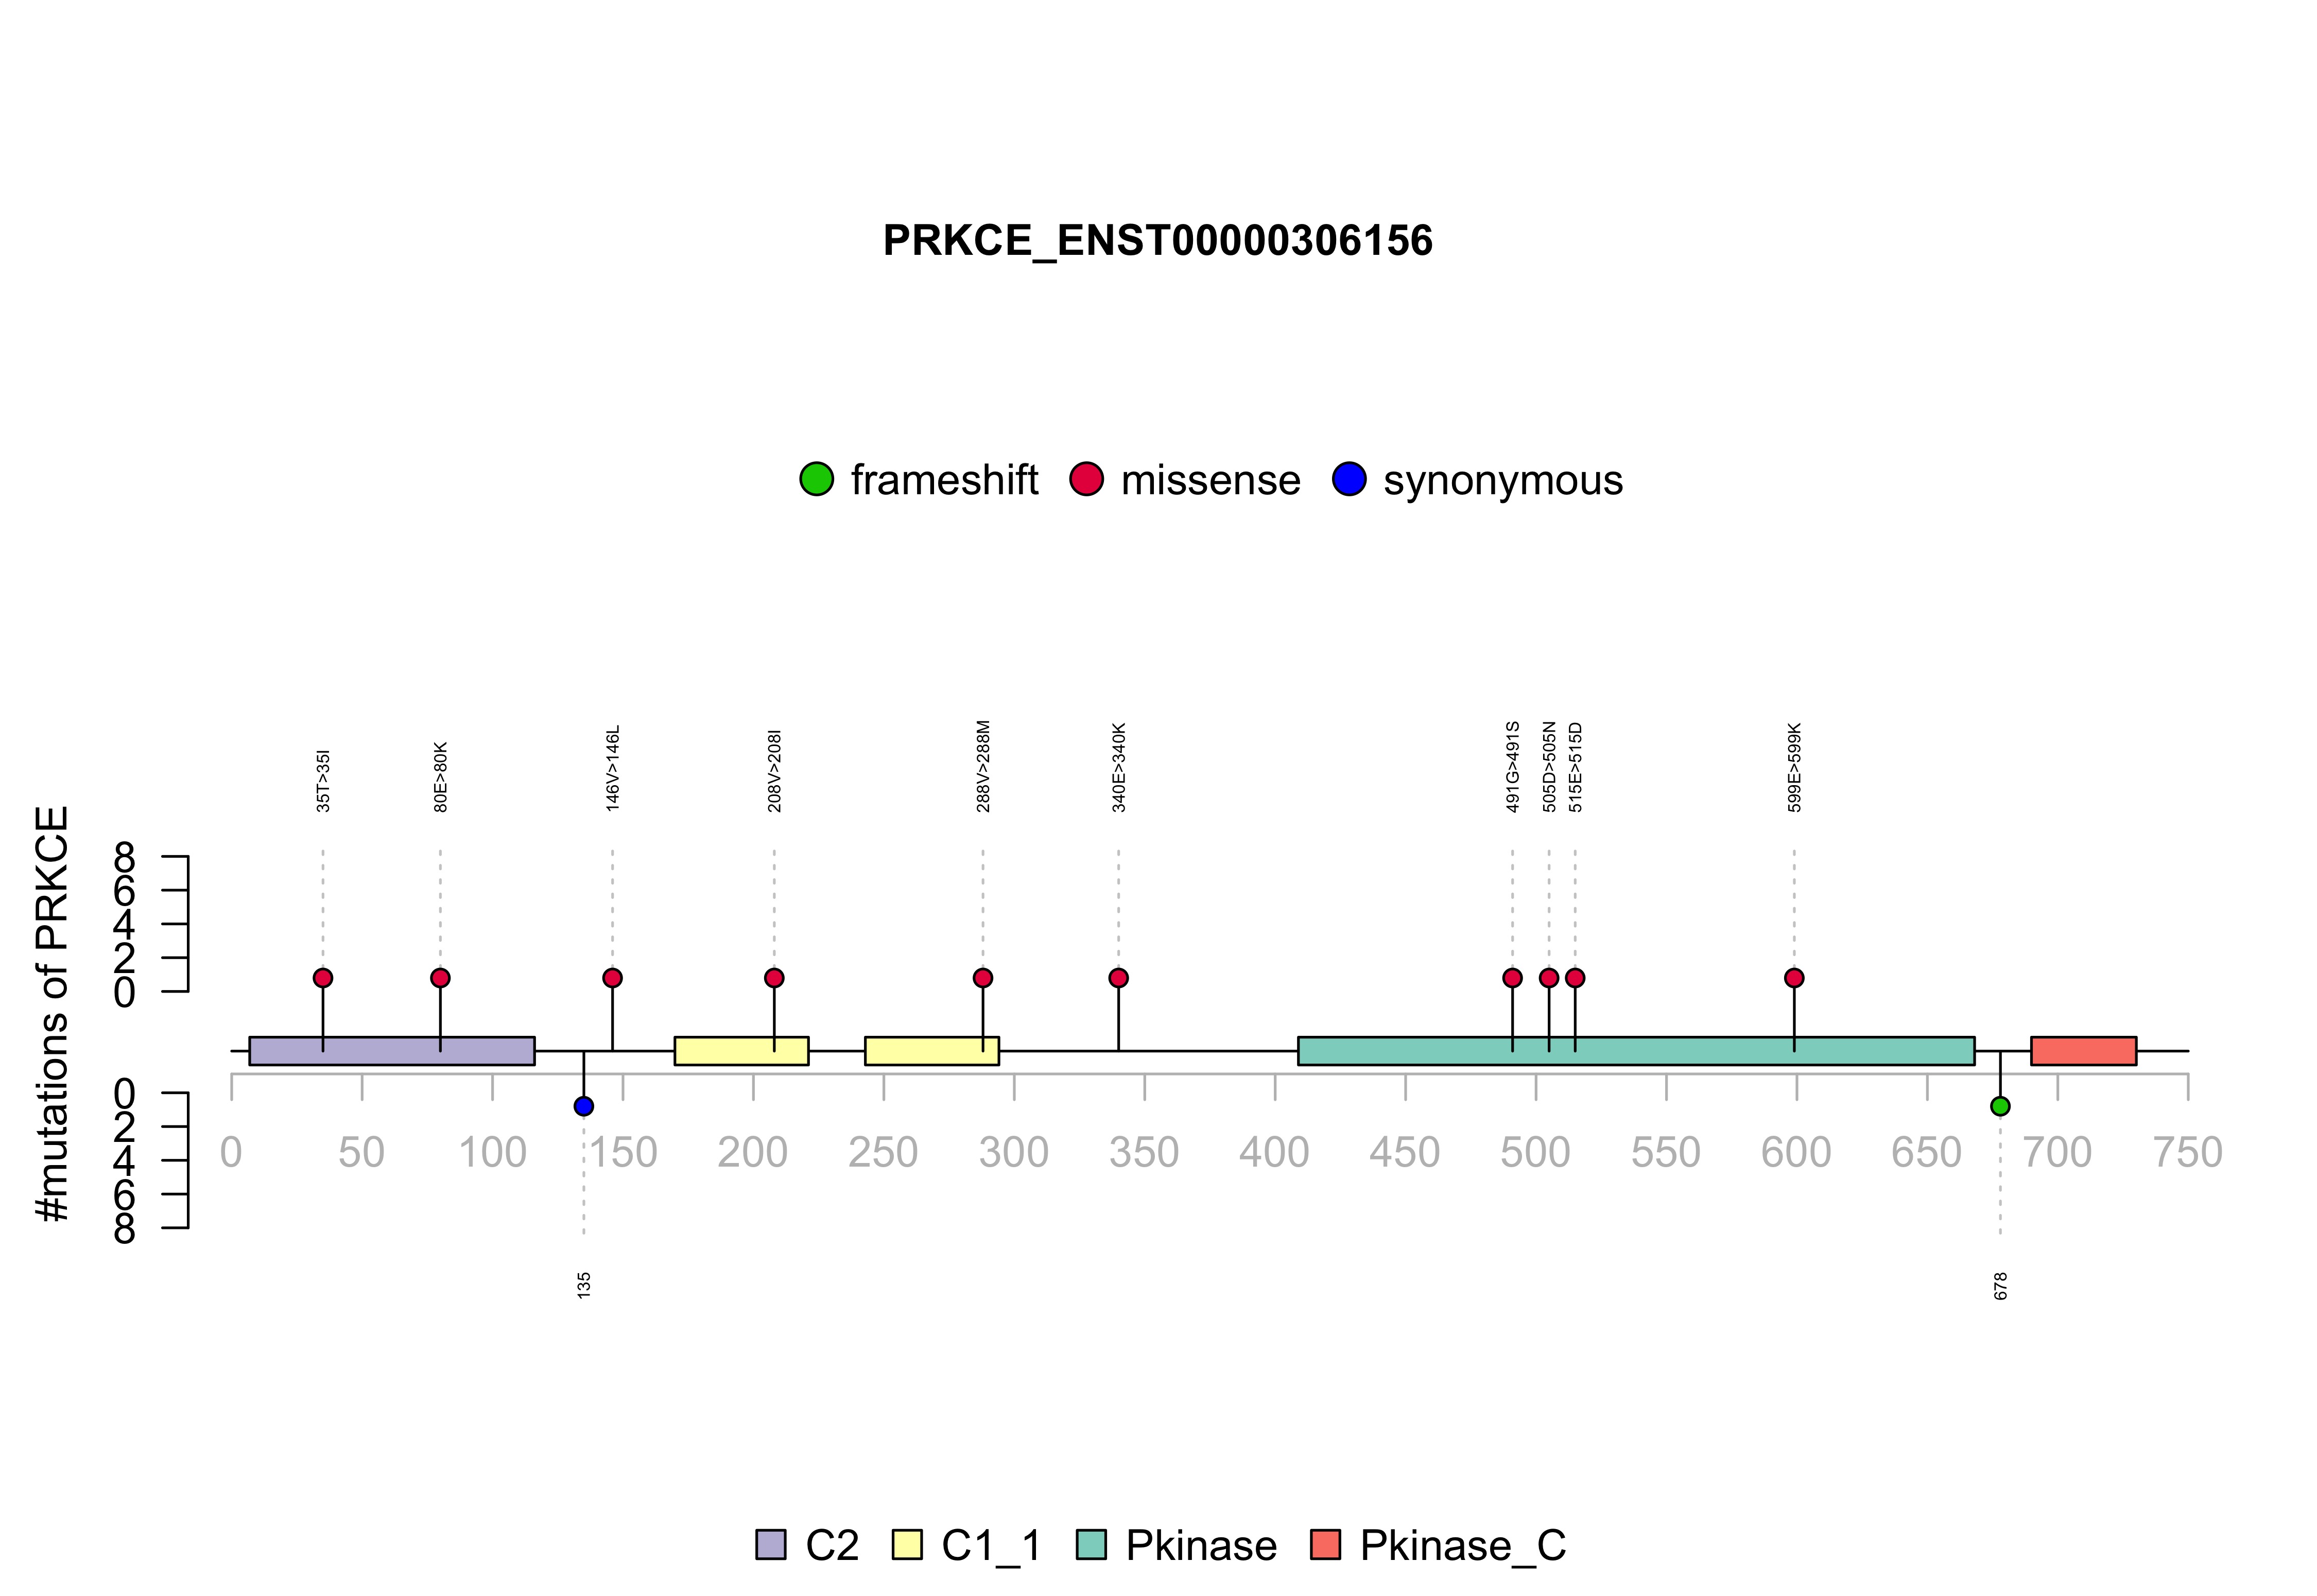 PRKCE_ENST00000306156
frameshift missense synonymous
35T>35I
80E>80K
146V>146L
208V>208I
288V>288M
340E>340K
491G>491S
505D>505N
515E>515D
599E>599K
#mutations of PRKCE
8
6
4
2
0
0
2
4
6
8
0 50 100 150 200 250 300 350 400 450 500 550 600 650 700 750
135
678
C2 C1_1 Pkinase Pkinase_C